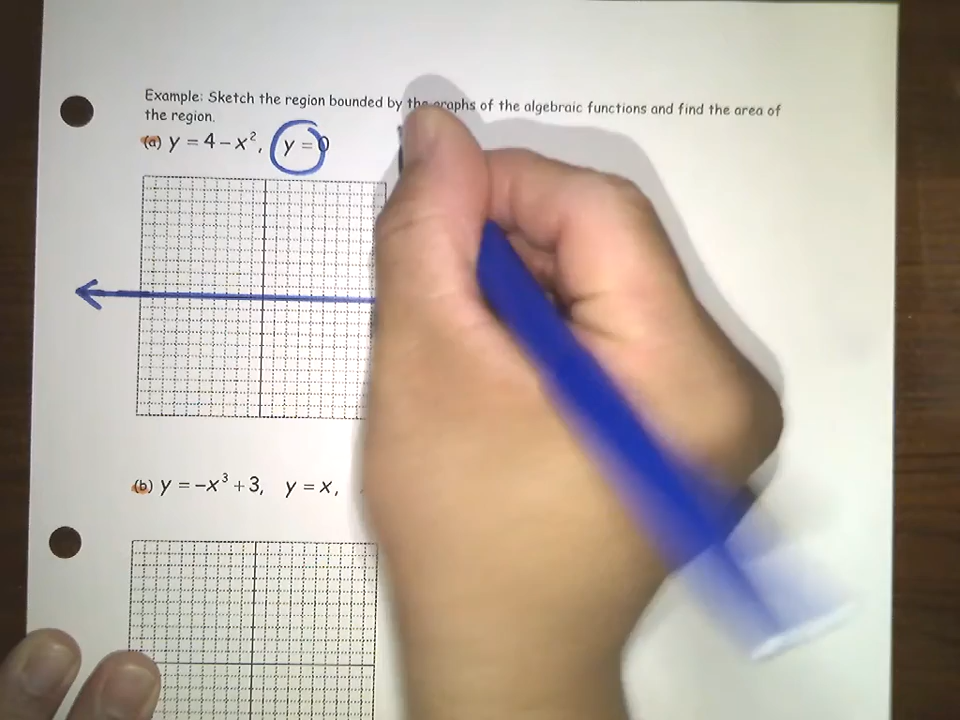 Example: Sketch the region bounded by the graphs of the algebraic functions and find the area of
the region.
(a) y = 4 – x², y = 0
(b) y = –x³ + 3, y = x,